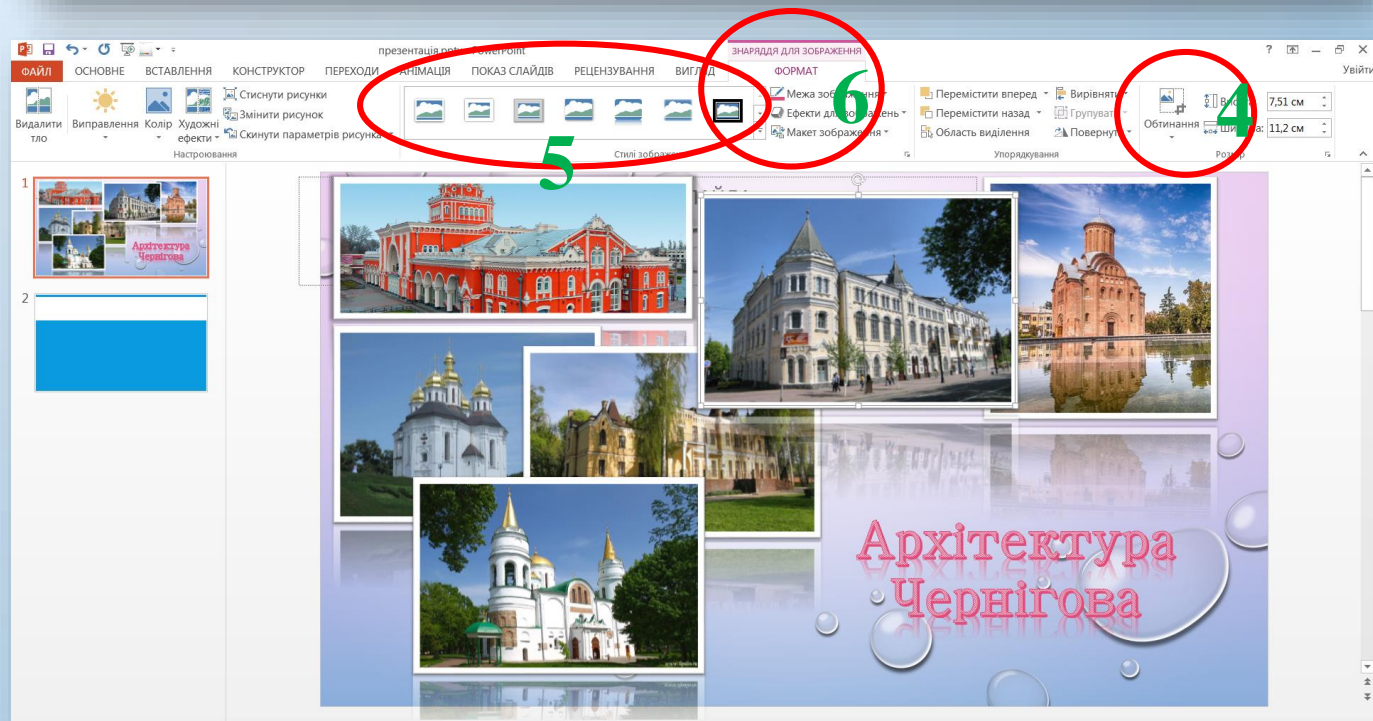 презентація.pptx - PowerPoint
ЗНАРЯДДЯ ДЛЯ ЗОБРАЖЕННЯ
?
ФАЙЛ ОСНОВНЕ ВСТАВЛЕННЯ КОНСТРУКТОР ПЕРЕХОДИ АНІМАЦІЯ ПОКАЗ СЛАЙДІВ РЕЦЕНЗУВАННЯ ВИГЛЯД ФОРМАТ
Увійти
Видалити тло
Виправлення
Колір
Художні ефекти
Стиснути рисунки
Змінити рисунок
Скинути параметрів рисунка
Настроювання
5
Стилі зображень
6
Межа зображення
Ефекти для зображень
Макет зображення
Перемістити вперед
Перемістити назад
Область виділення
Вирівняти
Групувати
Повернути
Упорядкування
Обтинання
4
Висота: 7,51 см
Ширина: 11,2 см
Розмір
1
Архітектура
Чернігова
2
Архітектура
Чернігова